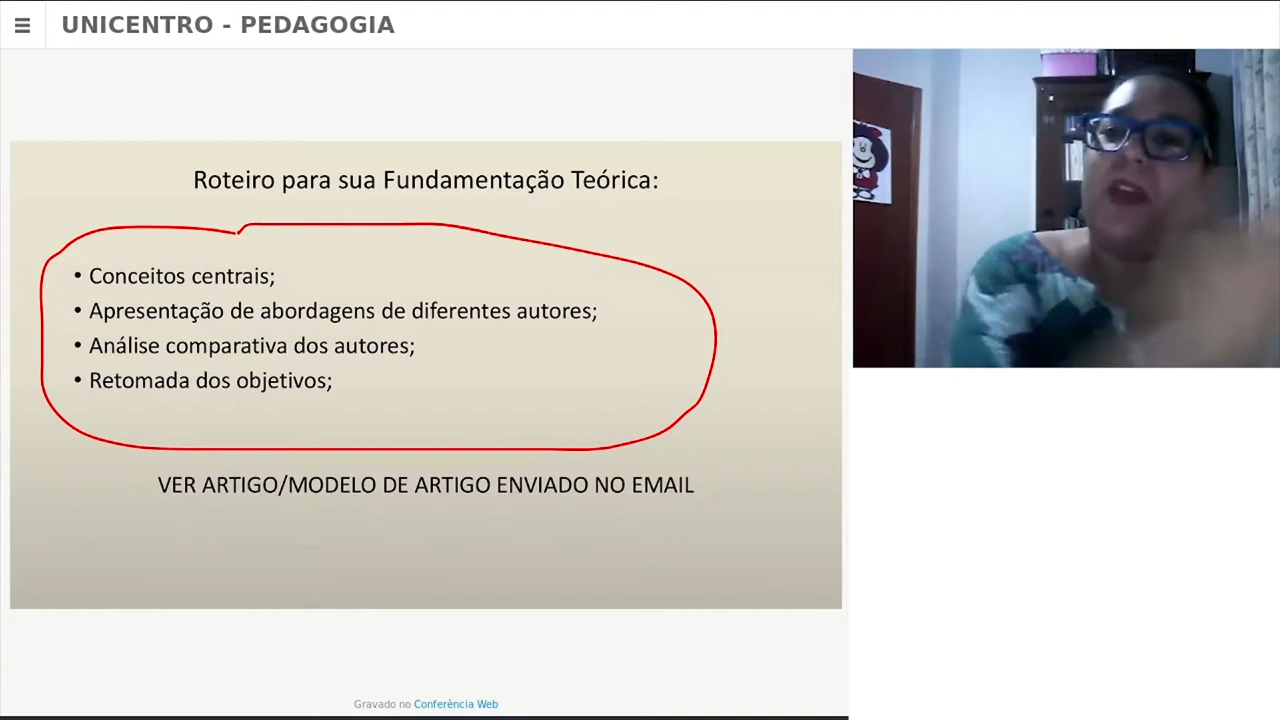 UNICENTRO - PEDAGOGIA
Roteiro para sua Fundamentação Teórica:
• Conceitos centrais;
• Apresentação de abordagens de diferentes autores;
• Análise comparativa dos autores;
• Retomada dos objetivos;
VER ARTIGO/MODELO DE ARTIGO ENVIADO NO EMAIL
Gravado no Conferência Web